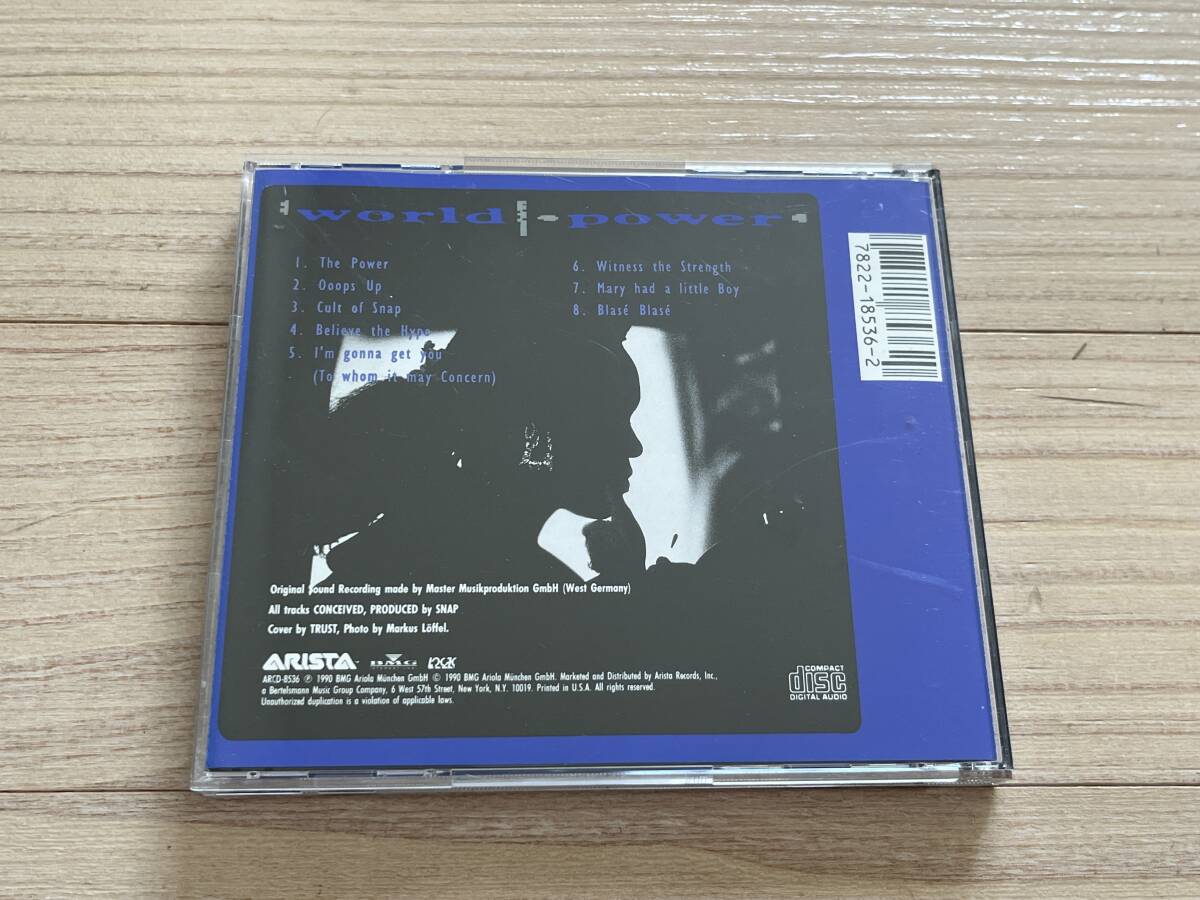 world - power
1. The Power
2. Ooops Up
3. Cult of Snap
4. Believe the Hype
5. I'm gonna get you
(To whom it may Concern)
6. Witness the Strength
7. Mary had a little Boy
8. Blasé Blasé
7822-18536-2
Original Sound Recording made by Master Musikproduktion GmbH (West Germany)
All tracks CONCEIVED, PRODUCED by SNAP
Cover by TRUST, Photo by Markus Löffel.
ARISTA
BMG
COMPACT
disc
DIGITAL AUDIO
ARCD-8536 ℗ 1990 BMG Ariola München GmbH © 1990 BMG Ariola München GmbH. Marketed and Distributed by Arista Records, Inc.,
a Bertelsmann Music Group Company, 6 West 57th Street, New York, N.Y. 10019. Printed in U.S.A. All rights reserved.
Unauthorized duplication is a violation of applicable laws.